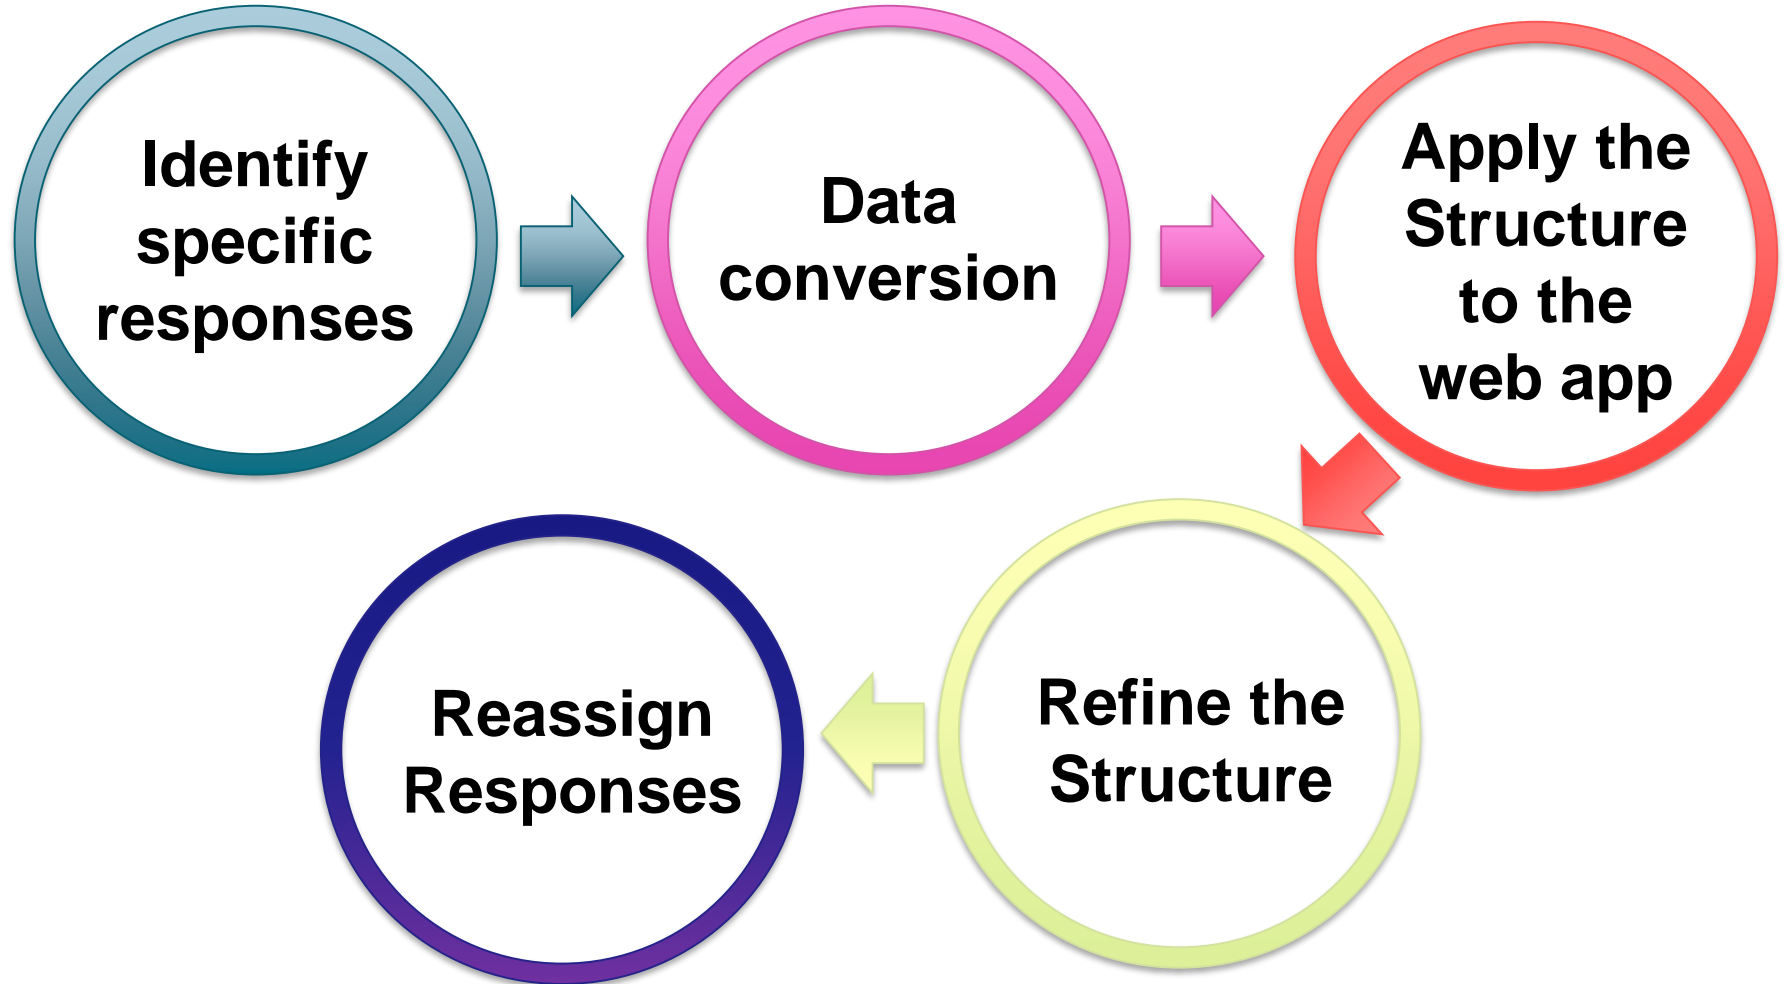 Identify
specific
responses
Data
conversion
Apply the
Structure
to the
web app
Refine the
Structure
Reassign
Responses